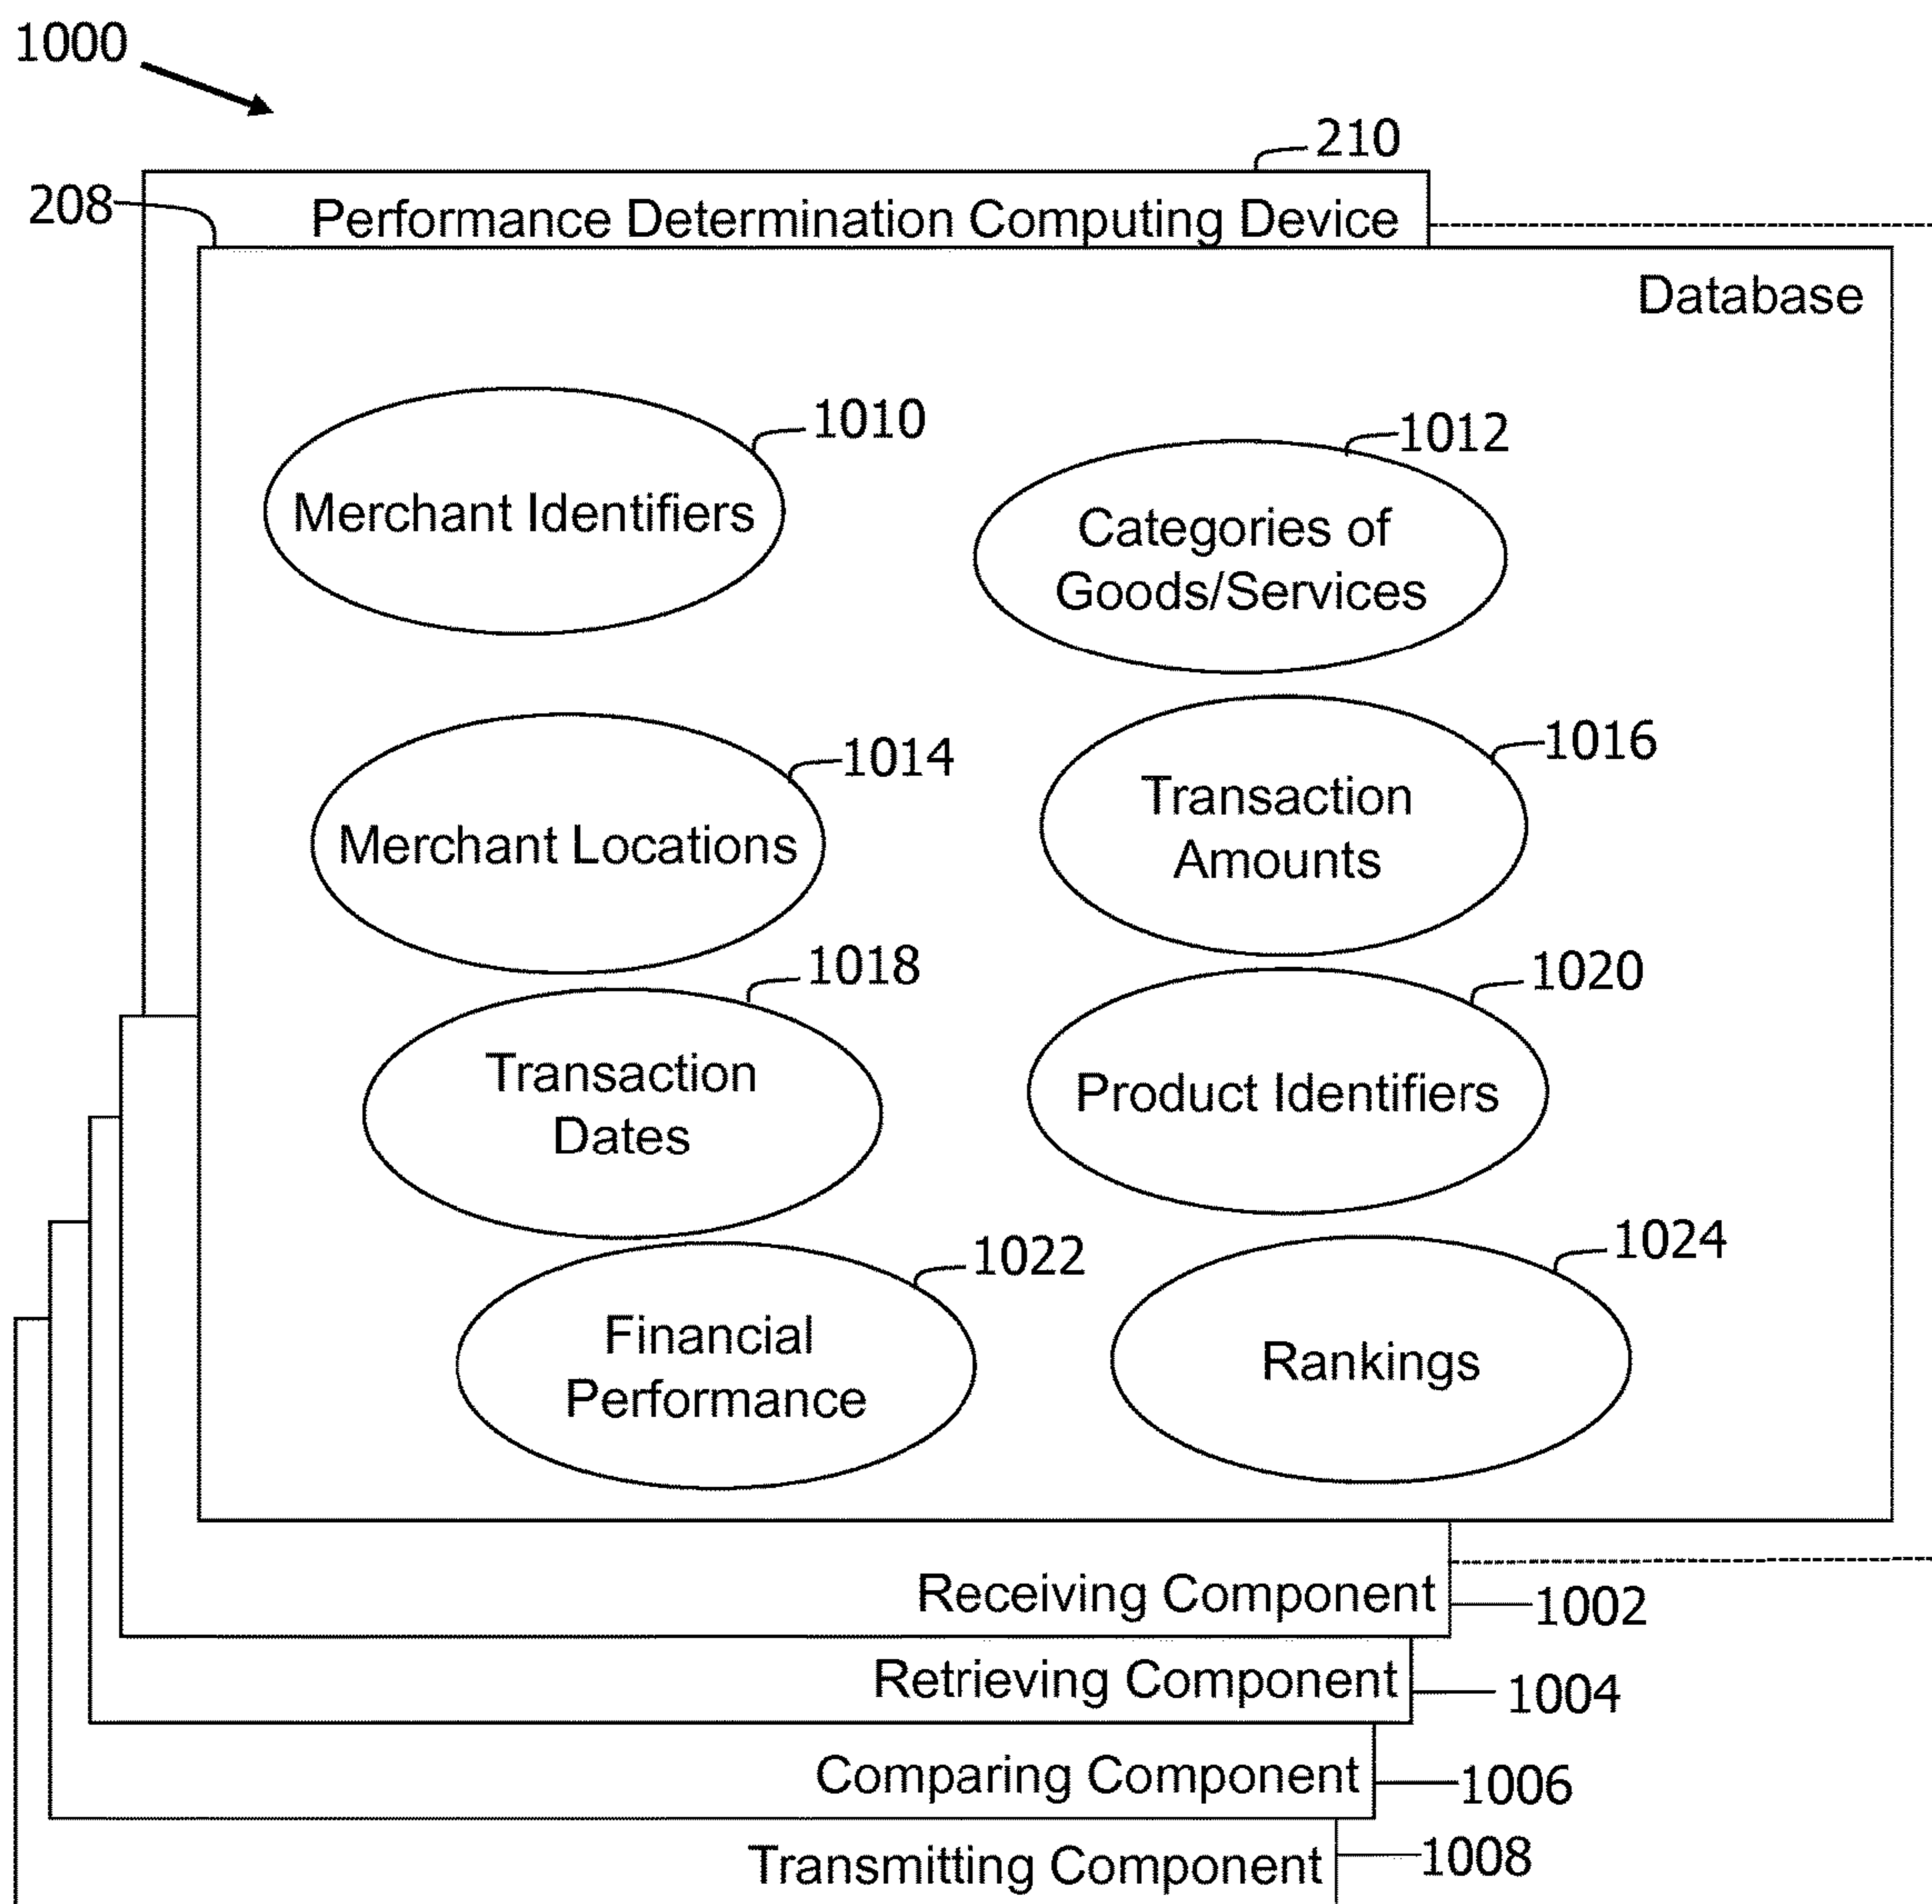 1000
210
208
Performance Determination Computing Device
Database
1010
1012
Merchant Identifiers
Categories of
Goods/Services
1014
1016
Merchant Locations
Transaction
Amounts
1018
1020
Transaction
Dates
Product Identifiers
1022
1024
Financial
Performance
Rankings
Receiving Component
1002
Retrieving Component
1004
Comparing Component
1006
Transmitting Component
1008